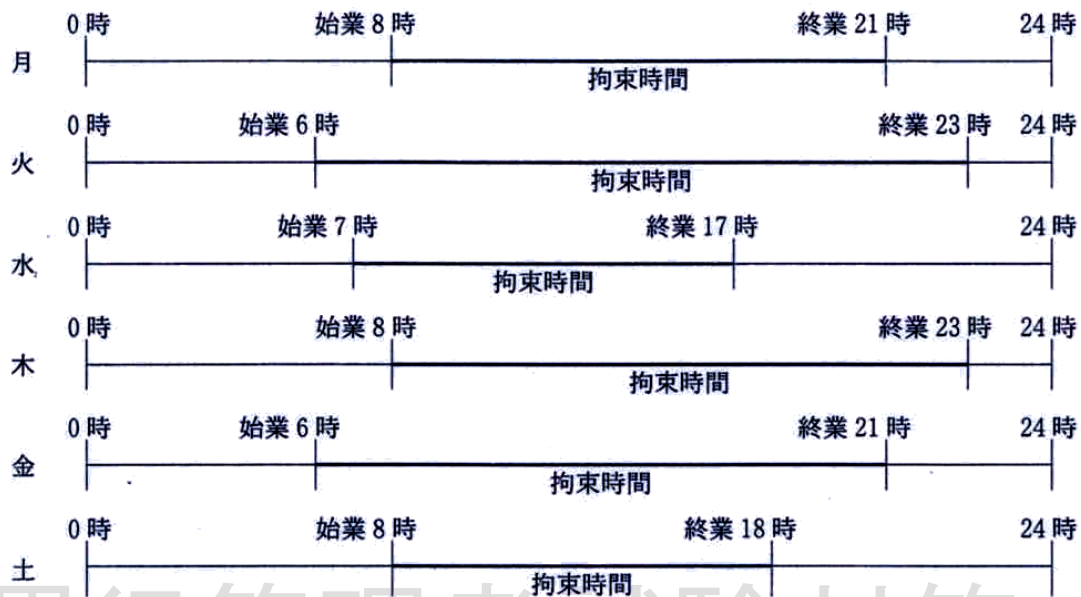 0時 始業8時 終業21時 24時
月
拘束時間
0時 始業6時 終業23時 24時
火
拘束時間
0時 始業7時 終業17時 24時
水
拘束時間
0時 始業8時 終業23時 24時
木
拘束時間
0時 始業6時 終業21時 24時
金
拘束時間
0時 始業8時 終業18時 24時
土
拘束時間